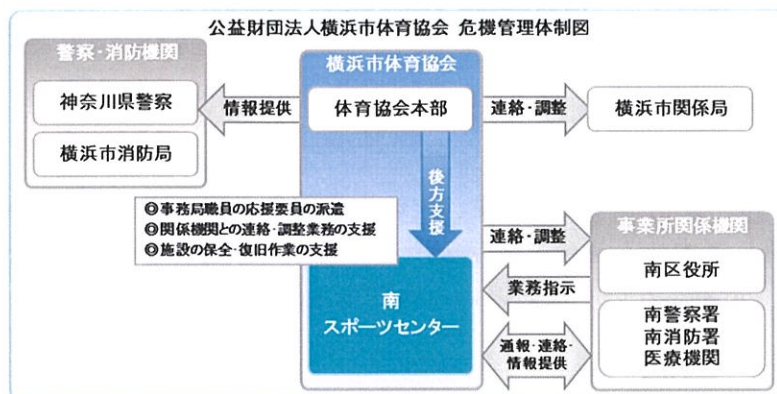 公益財団法人横浜市体育協会 危機管理体制図
警察・消防機関
神奈川県警察
横浜市消防局
情報提供
横浜市体育協会
体育協会本部
連絡・調整
横浜市関係局
後方支援
◎事務局職員の応援要員の派遣
◎関係機関との連絡・調整業務の支援
◎施設の保全・復旧作業の支援
南
スポーツセンター
連絡・調整
業務指示
通報・連絡・
情報提供
事業所関係機関
南区役所
南警察署
南消防署
医療機関